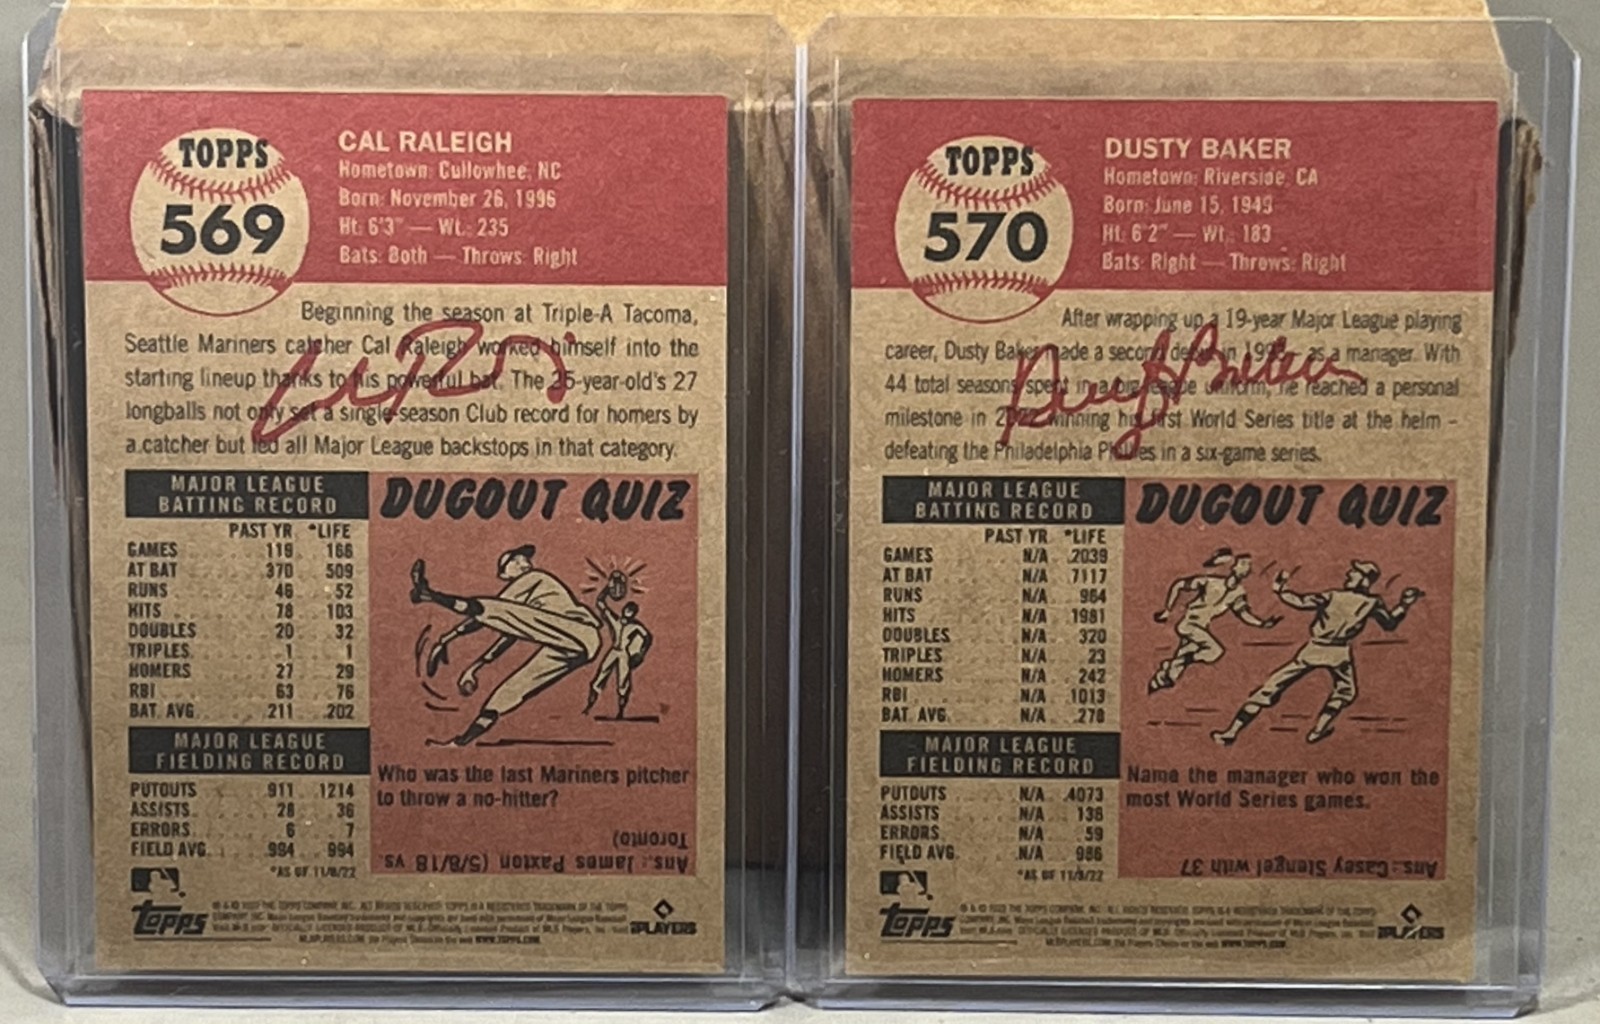 TOPPS
569
CAL RALEIGH
Hometown: Cullowhee, NC
Born: November 26, 1996
Ht: 6'3" — Wt.: 235
Bats: Both — Throws: Right
Beginning the season at Triple-A Tacoma,
Seattle Mariners catcher Cal Raleigh worked himself into the
starting lineup thanks to his powerful bat. The 25-year-old's 27
longballs not only set a single-season Club record for homers by
a catcher but led all Major League backstops in that category.
MAJOR LEAGUE
BATTING RECORD
PAST YR. *LIFE
GAMES 119 166
AT BAT 370 509
RUNS 46 52
HITS 78 103
DOUBLES 20 32
TRIPLES 1 1
HOMERS 27 29
RBI 63 76
BAT. AVG. .211 .202
MAJOR LEAGUE
FIELDING RECORD
PUTOUTS 911 1214
ASSISTS 28 36
ERRORS 6 7
FIELD AVG. .994 .994
*AS OF 11/8/22
DUGOUT QUIZ
Who was the last Mariners pitcher
to throw a no-hitter?
Ans.: James Paxton (5/8/18 vs.
Toronto)
Topps
PLAYERS
TOPPS
570
DUSTY BAKER
Hometown: Riverside, CA
Born: June 15, 1949
Ht: 6'2" — Wt.: 183
Bats: Right — Throws: Right
After wrapping up a 19-year Major League playing
career, Dusty Baker made a second debut in 1993 – as a manager. With
44 total seasons spent in a big league uniform, he reached a personal
milestone in 2022 winning his first World Series title at the helm –
defeating the Philadelphia Phillies in a six-game series.
Dusty Baker
MAJOR LEAGUE
BATTING RECORD
PAST YR. *LIFE
GAMES N/A 2039
AT BAT N/A 7117
RUNS N/A 964
HITS N/A 1981
DOUBLES N/A 320
TRIPLES N/A 23
HOMERS N/A 242
RBI N/A 1013
BAT. AVG. N/A .278
MAJOR LEAGUE
FIELDING RECORD
PUTOUTS N/A 4073
ASSISTS N/A 136
ERRORS N/A 59
FIELD AVG. N/A .986
*AS OF 11/8/22
DUGOUT QUIZ
Name the manager who won the
most World Series games.
Ans.: Casey Stengel with 37
Topps
PLAYERS